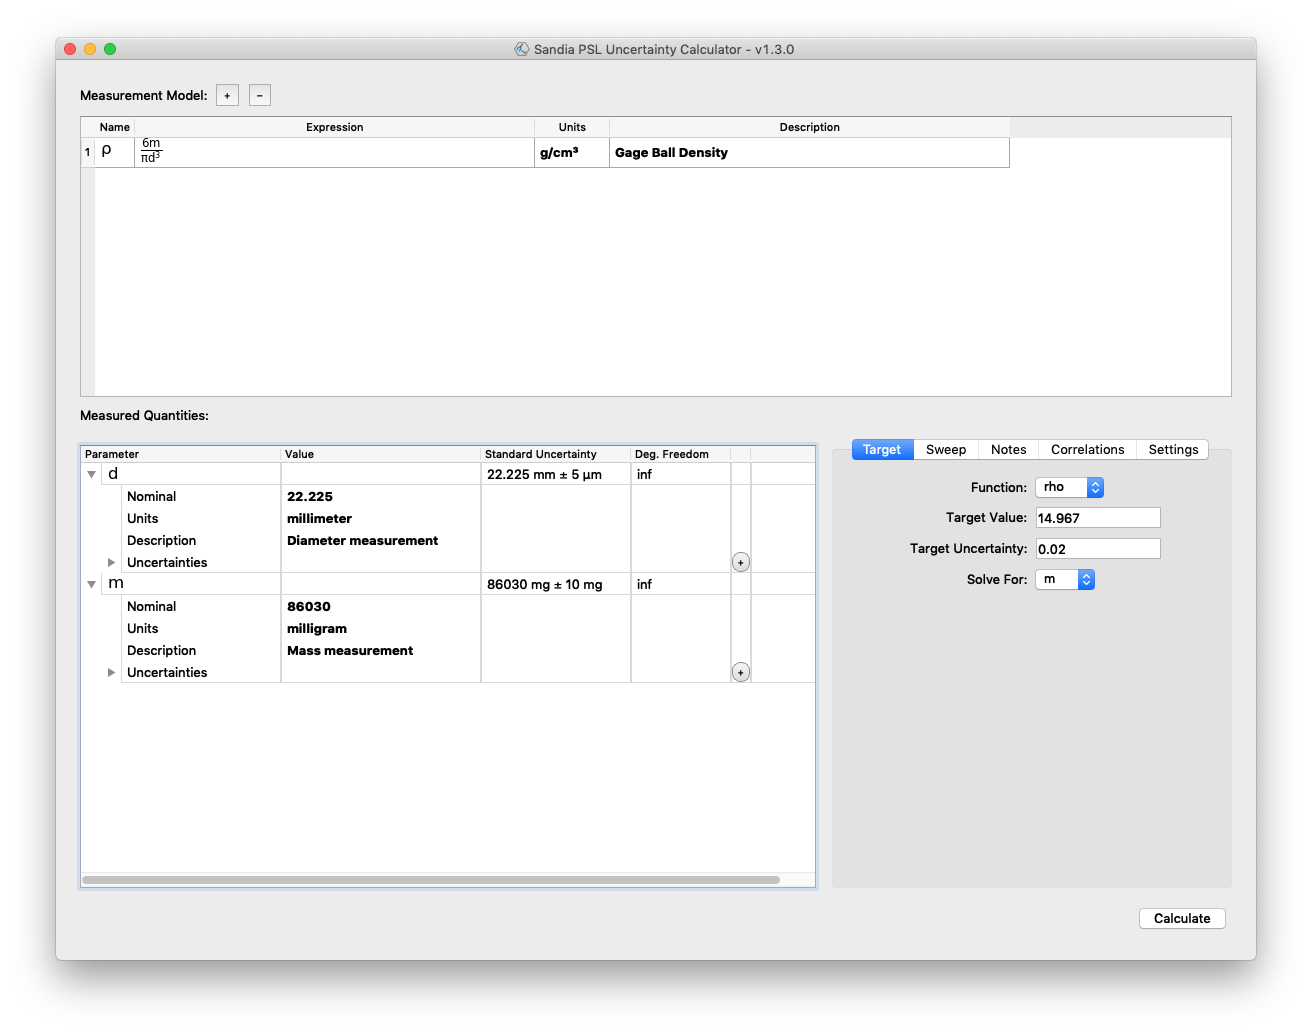 Sandia PSL Uncertainty Calculator - v1.3.0
Measurement Model: + −
Name Expression Units Description
1 ρ 6m/πd³ g/cm³ Gage Ball Density
Measured Quantities:
Parameter Value Standard Uncertainty Deg. Freedom
d 22.225 mm ± 5 µm inf
Nominal 22.225
Units millimeter
Description Diameter measurement
Uncertainties +
m 86030 mg ± 10 mg inf
Nominal 86030
Units milligram
Description Mass measurement
Uncertainties +
Target Sweep Notes Correlations Settings
Function: rho
Target Value: 14.967
Target Uncertainty: 0.02
Solve For: m
Calculate